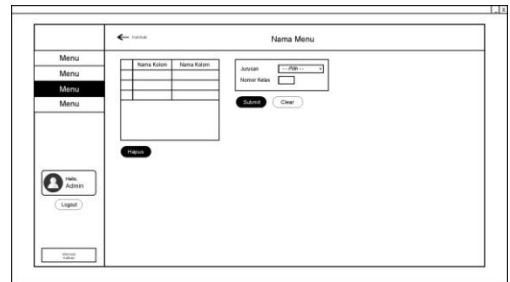 Nama Menu
Menu
Menu
Menu
Menu
Nama Kolom Nama Kolom
Jurusan -- Pilih --
Nomor Kelas
Submit Clear
Hapus
Hello,
Admin
Logout